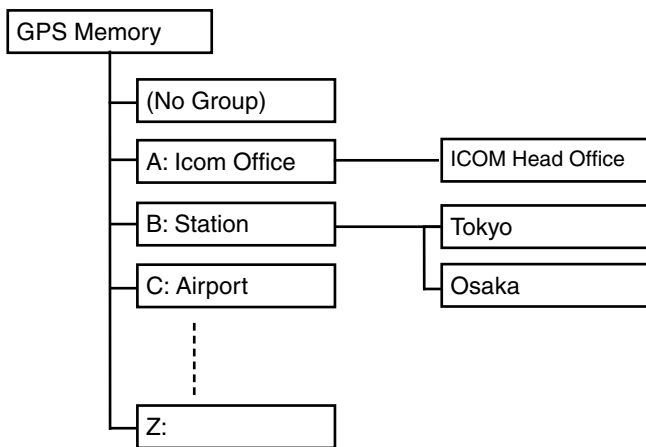 GPS Memory
(No Group)
A: Icom Office
ICOM Head Office
B: Station
Tokyo
C: Airport
Osaka
Z: